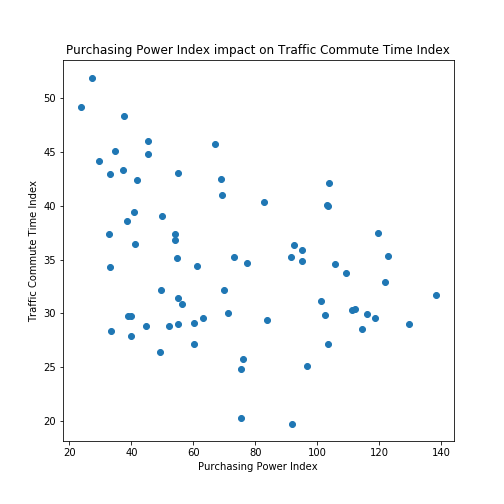 Purchasing Power Index impact on Traffic Commute Time Index
Traffic Commute Time Index
50
45
40
35
30
25
20
20 40 60 80 100 120 140
Purchasing Power Index